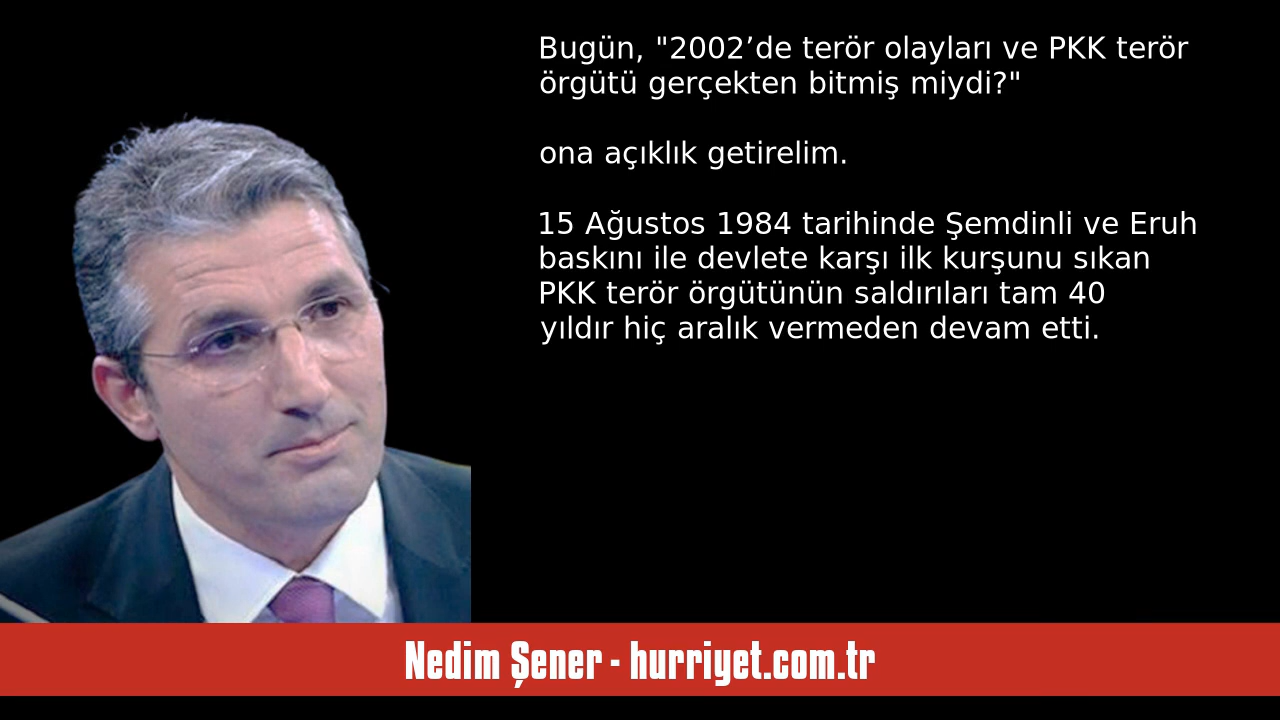 Bugün, "2002’de terör olayları ve PKK terör
örgütü gerçekten bitmiş miydi?"
ona açıklık getirelim.
15 Ağustos 1984 tarihinde Şemdinli ve Eruh
baskını ile devlete karşı ilk kurşunu sıkan
PKK terör örgütünün saldırıları tam 40
yıldır hiç aralık vermeden devam etti.
Nedim Şener - hurriyet.com.tr